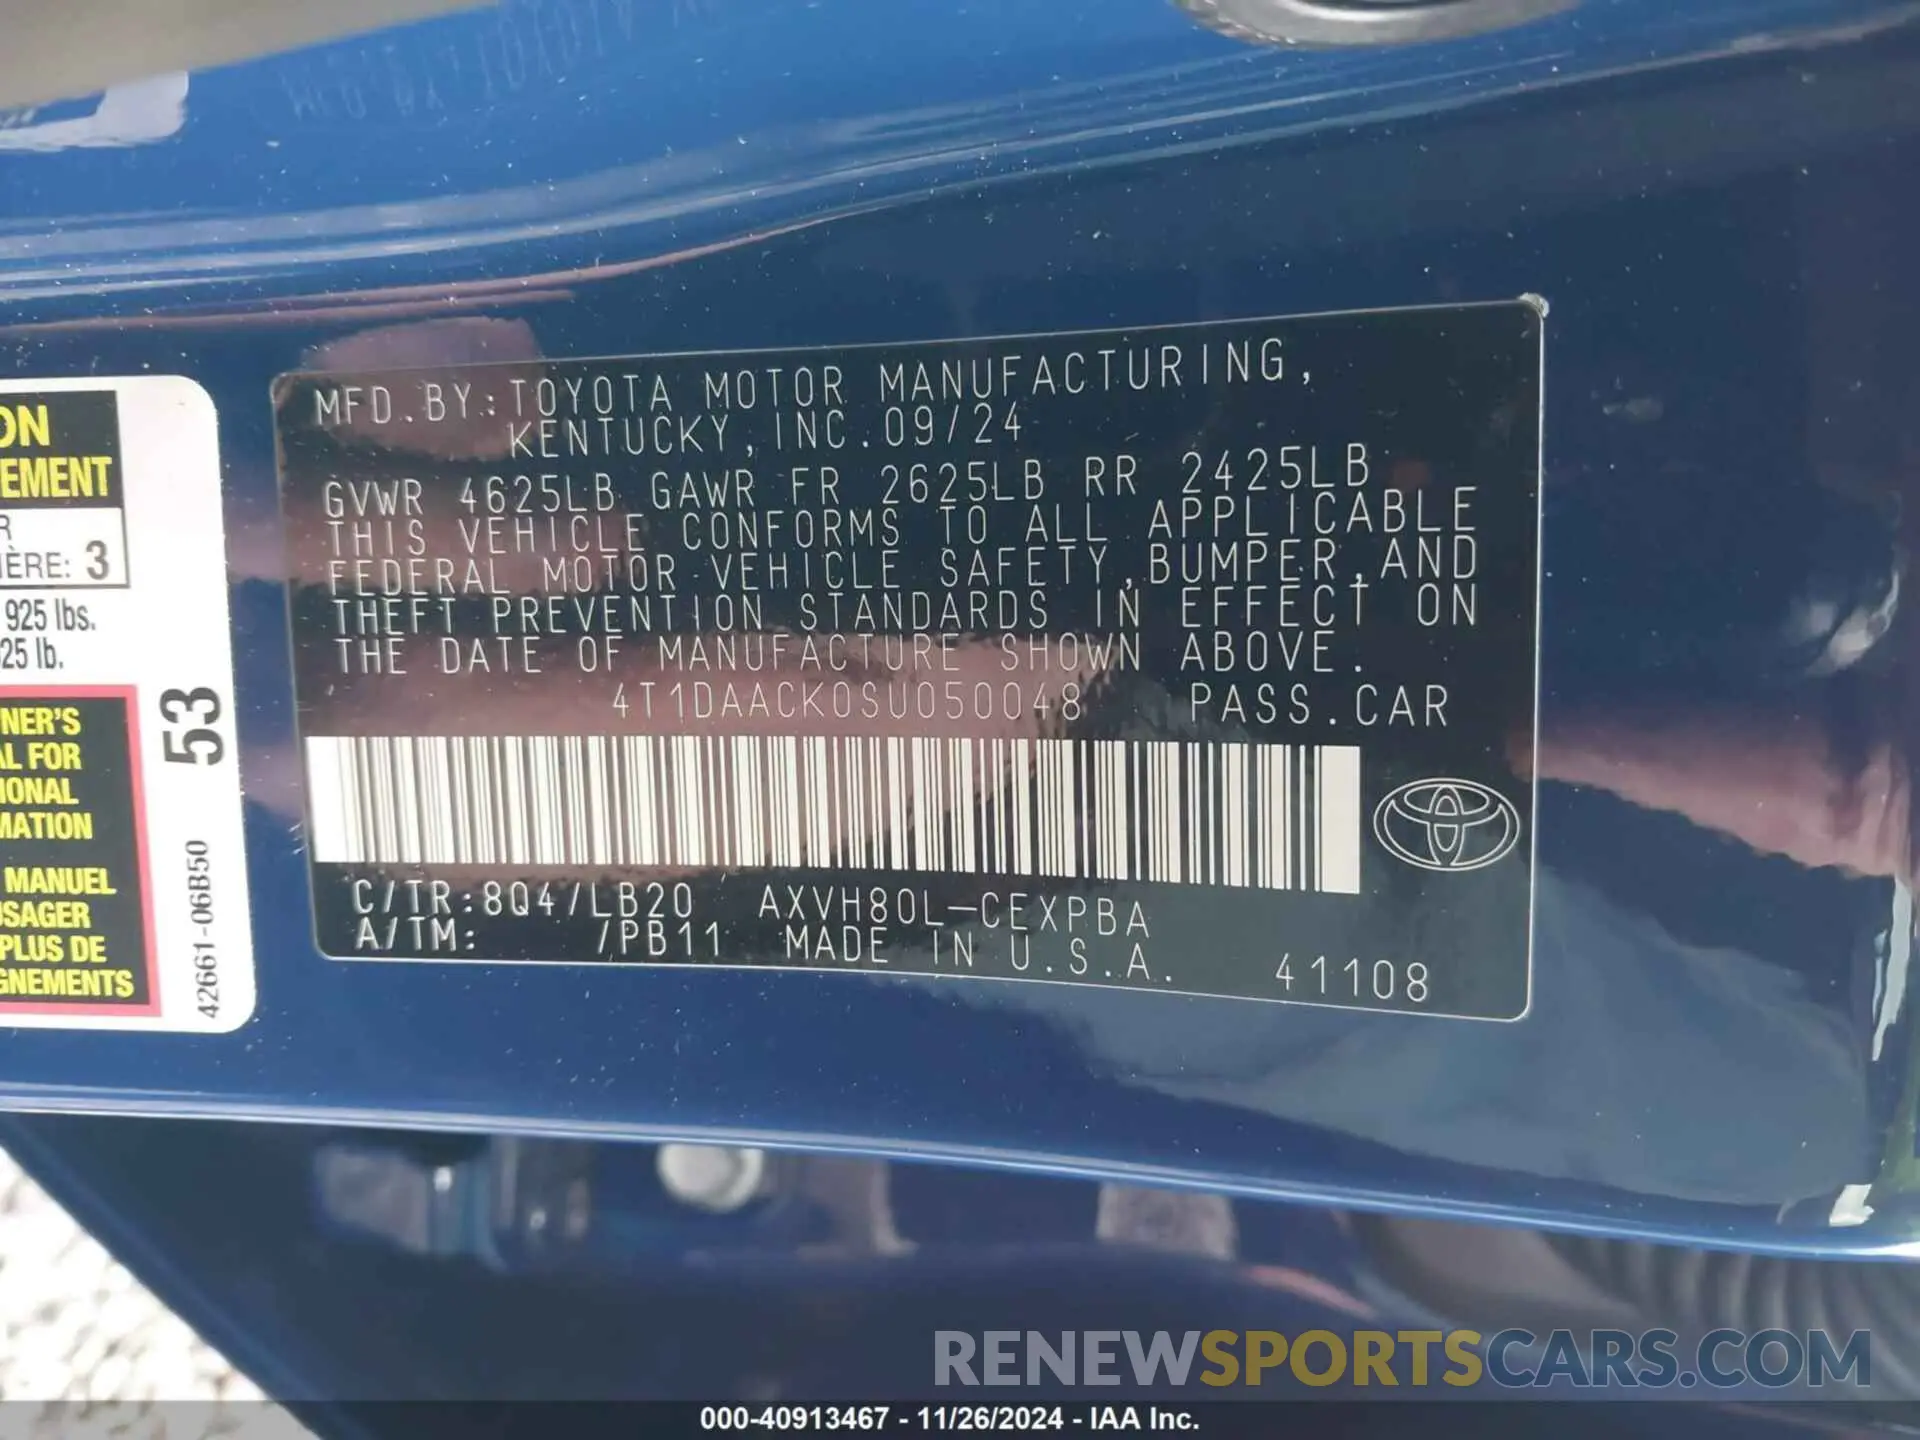 ON
EMENT
R
IÈRE: 3
925 lbs.
25 lb.
NER'S
AL FOR
IONAL
MATION
MANUEL
USAGER
PLUS DE
GNEMENTS
53
42661-06B50
MFD. BY: TOYOTA MOTOR MANUFACTURING,
KENTUCKY, INC. 09/24
GVWR 4625LB GAWR FR 2625LB RR 2425LB
THIS VEHICLE CONFORMS TO ALL APPLICABLE
FEDERAL MOTOR VEHICLE SAFETY, BUMPER, AND
THEFT PREVENTION STANDARDS IN EFFECT ON
THE DATE OF MANUFACTURE SHOWN ABOVE.
4T1DAACK0SU050048 PASS. CAR
C/TR: 8Q4/LB20 AXVH80L-CEXPBA
A/TM: /PB11 MADE IN U.S.A. 41108
RENEWSPORTSCARS.COM
000-40913467 - 11/26/2024 - IAA Inc.